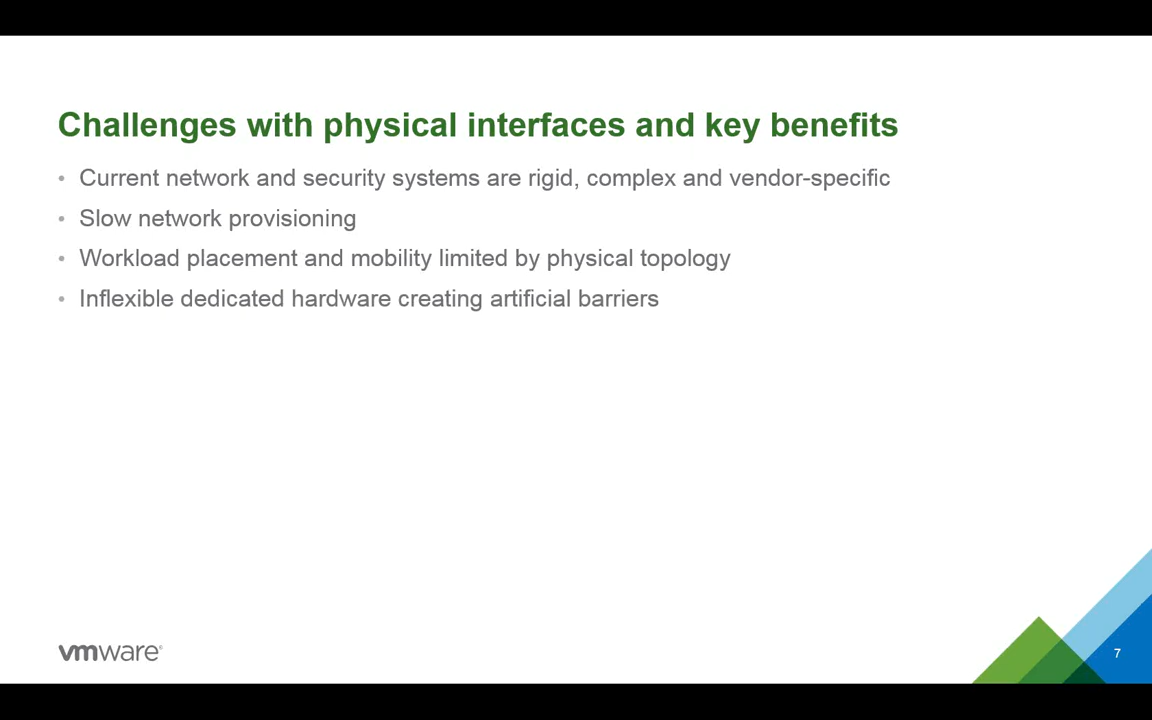 Challenges with physical interfaces and key benefits
• Current network and security systems are rigid, complex and vendor-specific
• Slow network provisioning
• Workload placement and mobility limited by physical topology
• Inflexible dedicated hardware creating artificial barriers
vmware®
7